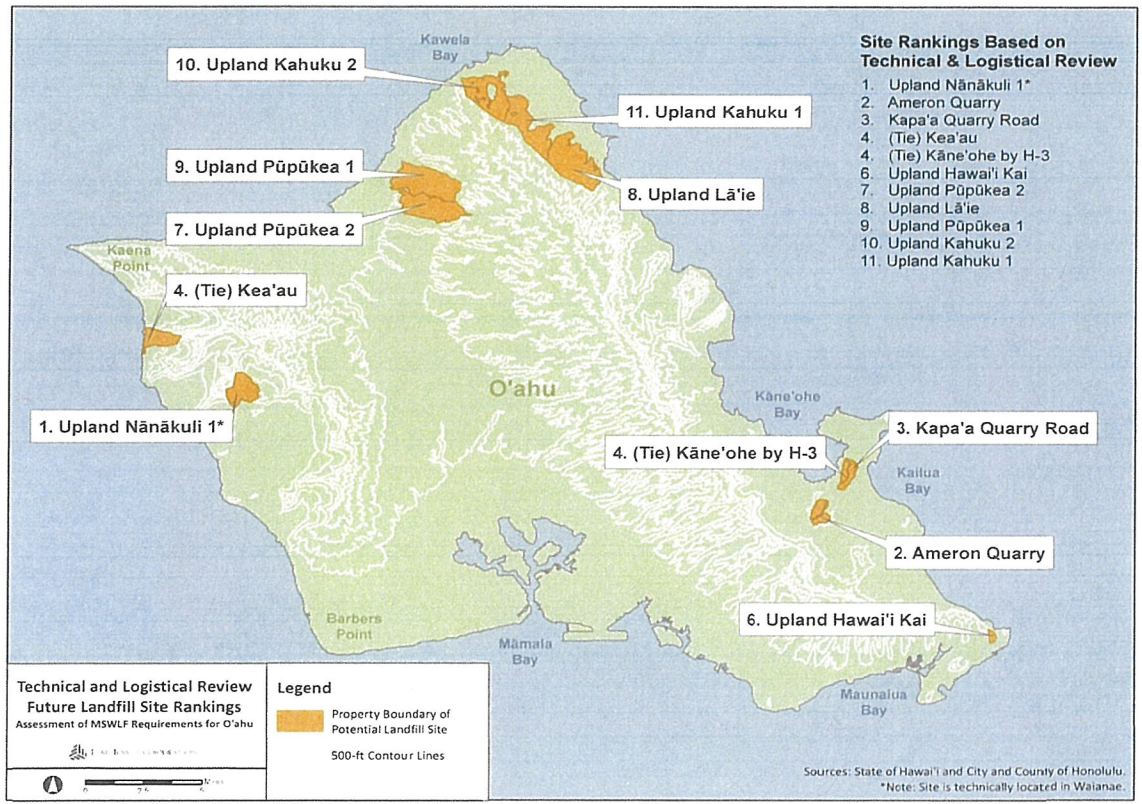 Kawela
Bay
10. Upland Kahuku 2
11. Upland Kahuku 1
9. Upland Pūpūkea 1
8. Upland Lā'ie
7. Upland Pūpūkea 2
Kaena
Point
4. (Tie) Kea'au
O'ahu
1. Upland Nānākuli 1*
Kāne'ohe
Bay
3. Kapa'a Quarry Road
4. (Tie) Kāne'ohe by H-3
Kailua
Bay
2. Ameron Quarry
6. Upland Hawai'i Kai
Barbers
Point
Māmala
Bay
Maunalua
Bay
Site Rankings Based on
Technical & Logistical Review
1. Upland Nānākuli 1*
2. Ameron Quarry
3. Kapa'a Quarry Road
4. (Tie) Kea'au
4. (Tie) Kāne'ohe by H-3
6. Upland Hawai'i Kai
7. Upland Pūpūkea 2
8. Upland Lā'ie
9. Upland Pūpūkea 1
10. Upland Kahuku 2
11. Upland Kahuku 1
Technical and Logistical Review
Future Landfill Site Rankings
Assessment of MSWLF Requirements for O'ahu
Legend
Property Boundary of
Potential Landfill Site
500-ft Contour Lines
Sources: State of Hawai'i and City and County of Honolulu.
*Note: Site is technically located in Waianae.